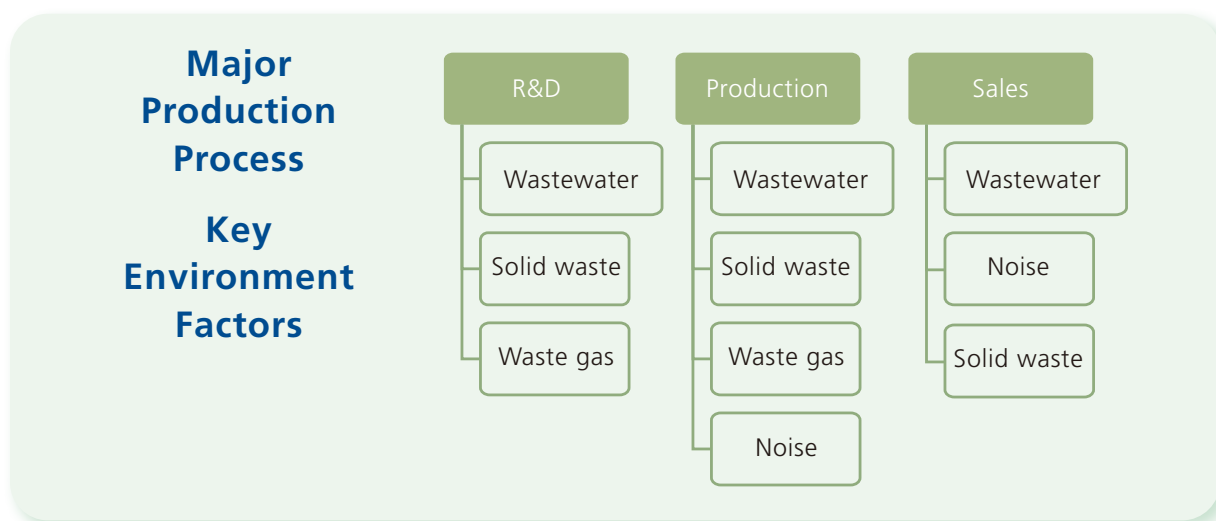 Major
Production
Process
Key
Environment
Factors
R&D
Wastewater
Solid waste
Waste gas
Production
Wastewater
Solid waste
Waste gas
Noise
Sales
Wastewater
Noise
Solid waste